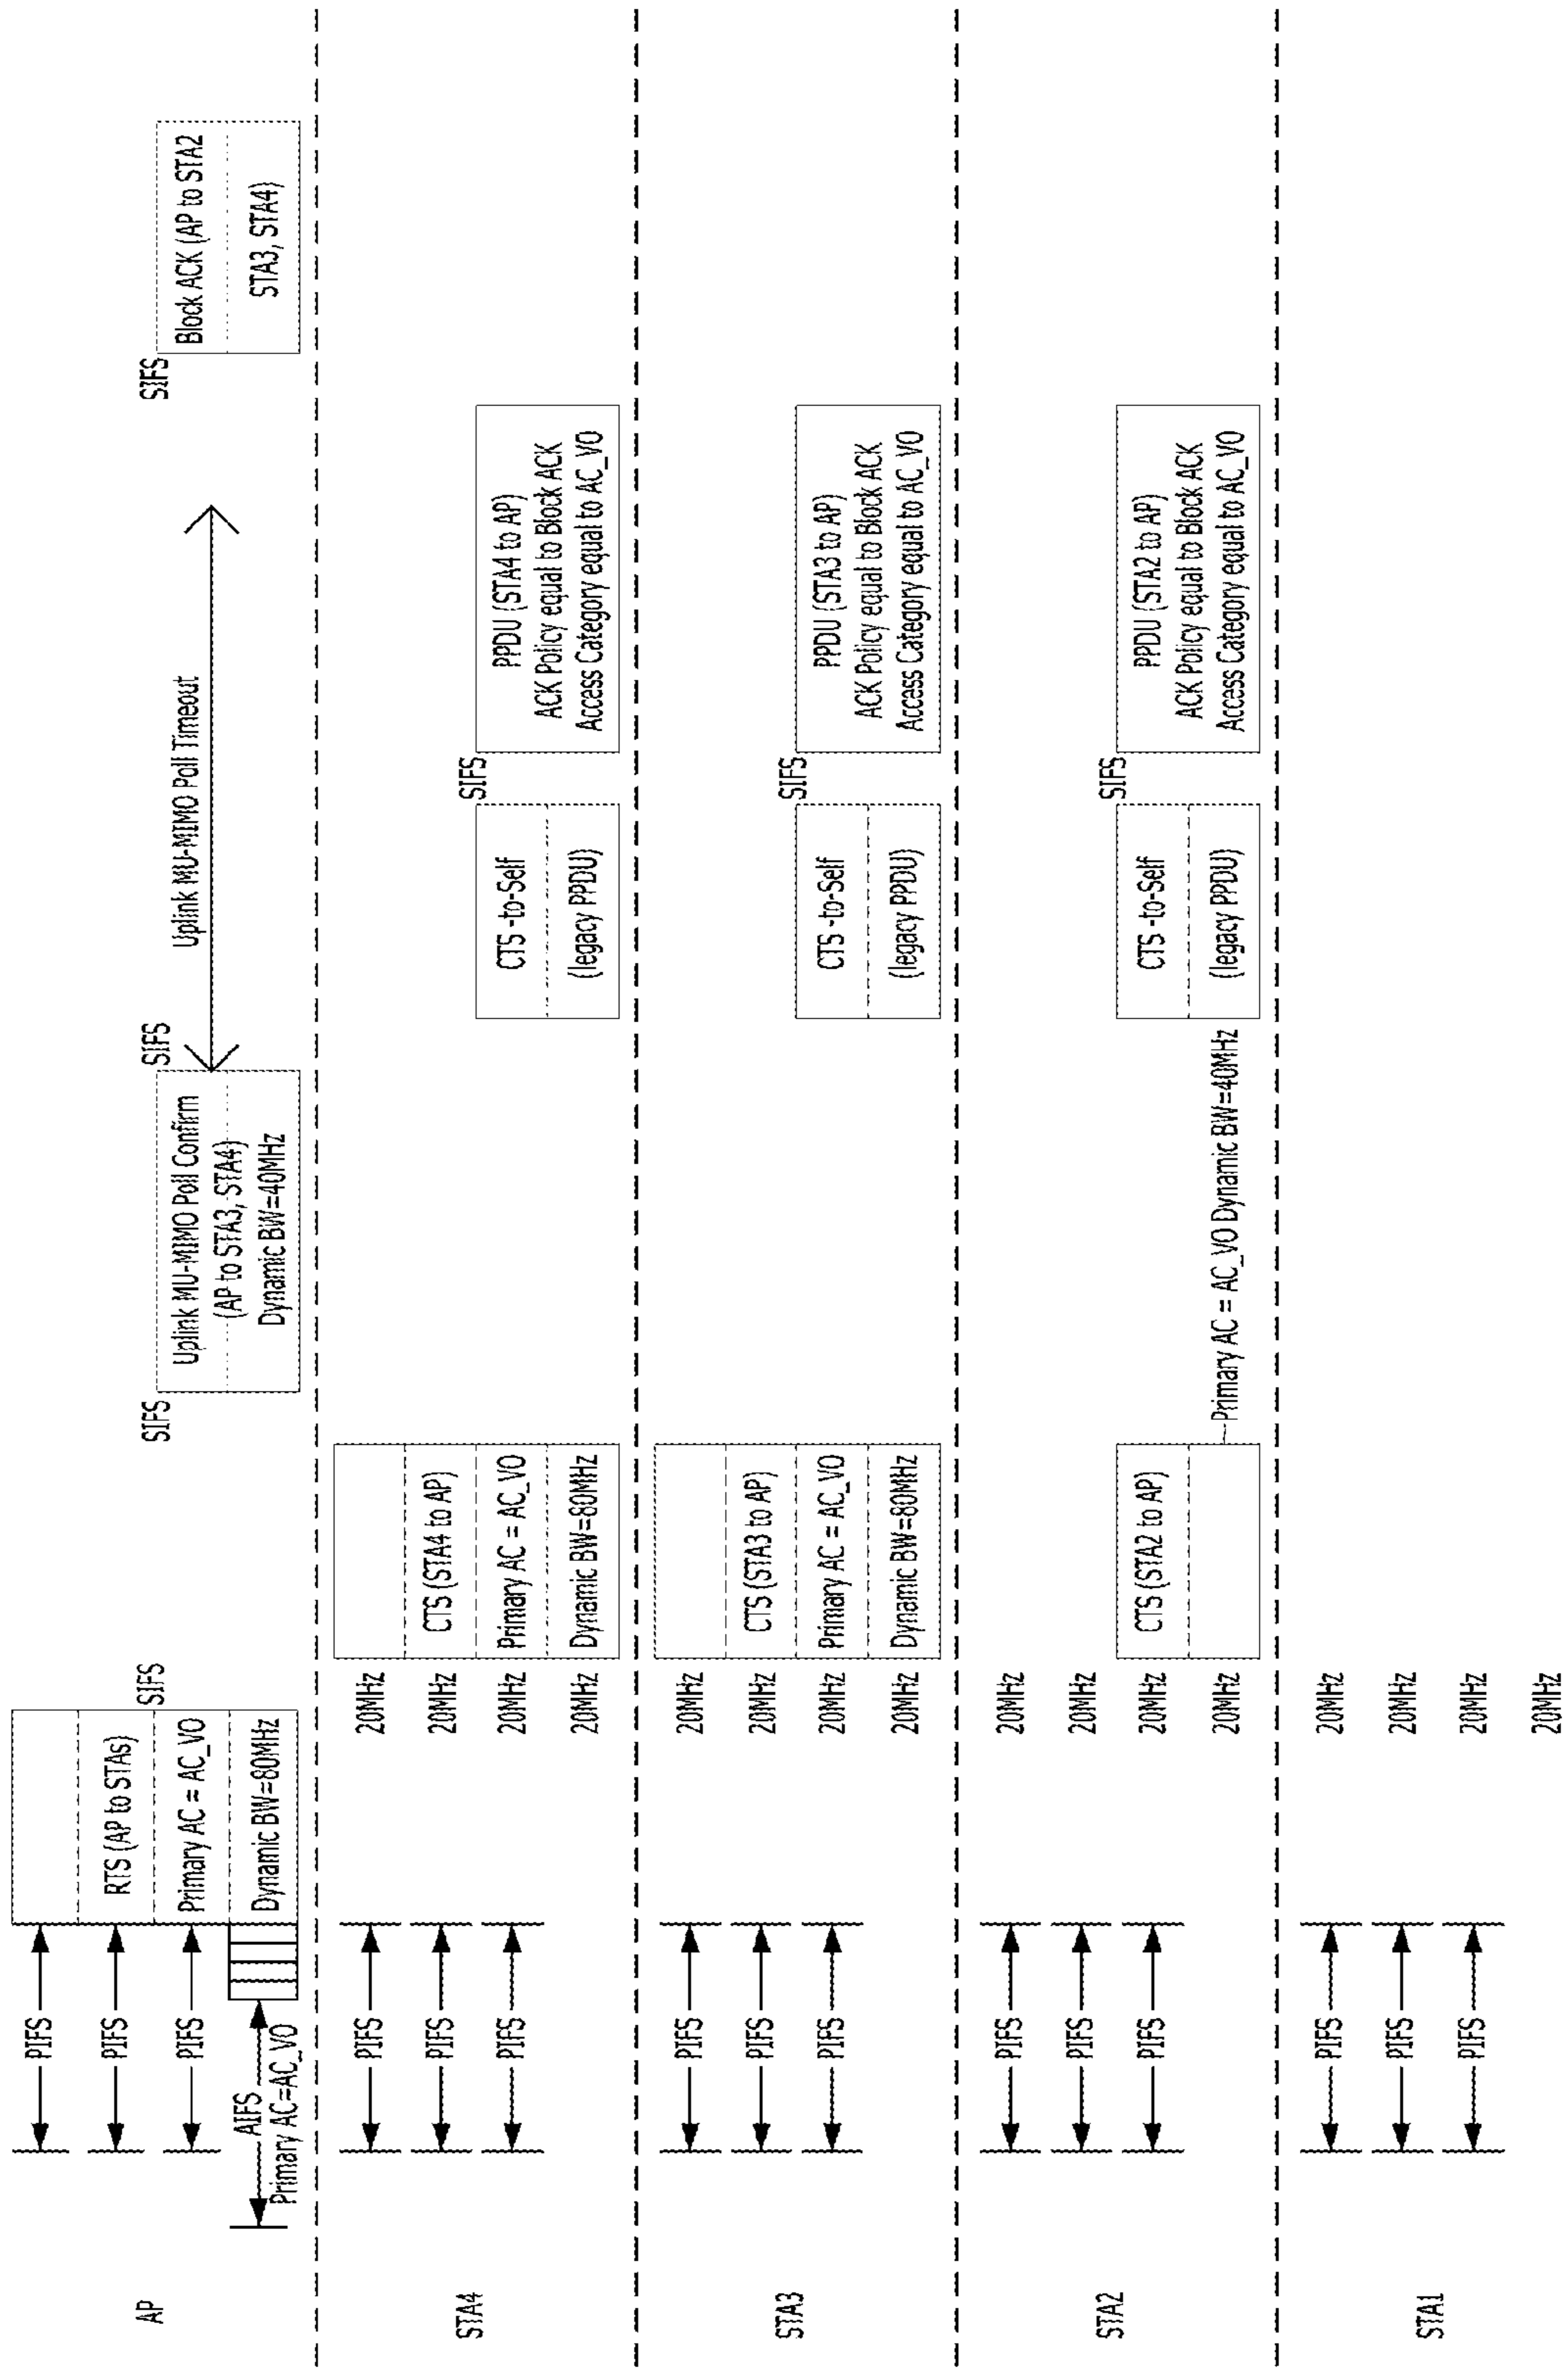 AP
PIFS
PIFS
PIFS
AIFS
Primary AC=AC_VO
RTS (AP to STAs)
Primary AC = AC_VO
Dynamic BW=80MHz
SIFS
SIFS
Uplink MU-MIMO Poll Confirm
(AP to STA3, STA4)
Dynamic BW=40MHz
SIFS
Uplink MU-MIMO Poll Timeout
SIFS
Block ACK (AP to STA2
STA3, STA4)
STA4
PIFS
PIFS
PIFS
20MHz
20MHz
20MHz
20MHz
CTS (STA4 to AP)
Primary AC = AC_VO
Dynamic BW=80MHz
CTS -to-Self
(legacy PPDU)
SIFS
PPDU (STA4 to AP)
ACK Policy equal to Block ACK
Access Category equal to AC_VO
STA3
PIFS
PIFS
PIFS
20MHz
20MHz
20MHz
20MHz
CTS (STA3 to AP)
Primary AC = AC_VO
Dynamic BW=80MHz
CTS -to-Self
(legacy PPDU)
SIFS
PPDU (STA3 to AP)
ACK Policy equal to Block ACK
Access Category equal to AC_VO
STA2
PIFS
PIFS
PIFS
20MHz
20MHz
20MHz
20MHz
CTS (STA2 to AP)
Primary AC = AC_VO Dynamic BW=40MHz
CTS -to-Self
(legacy PPDU)
SIFS
PPDU (STA2 to AP)
ACK Policy equal to Block ACK
Access Category equal to AC_VO
STA1
PIFS
PIFS
PIFS
20MHz
20MHz
20MHz
20MHz